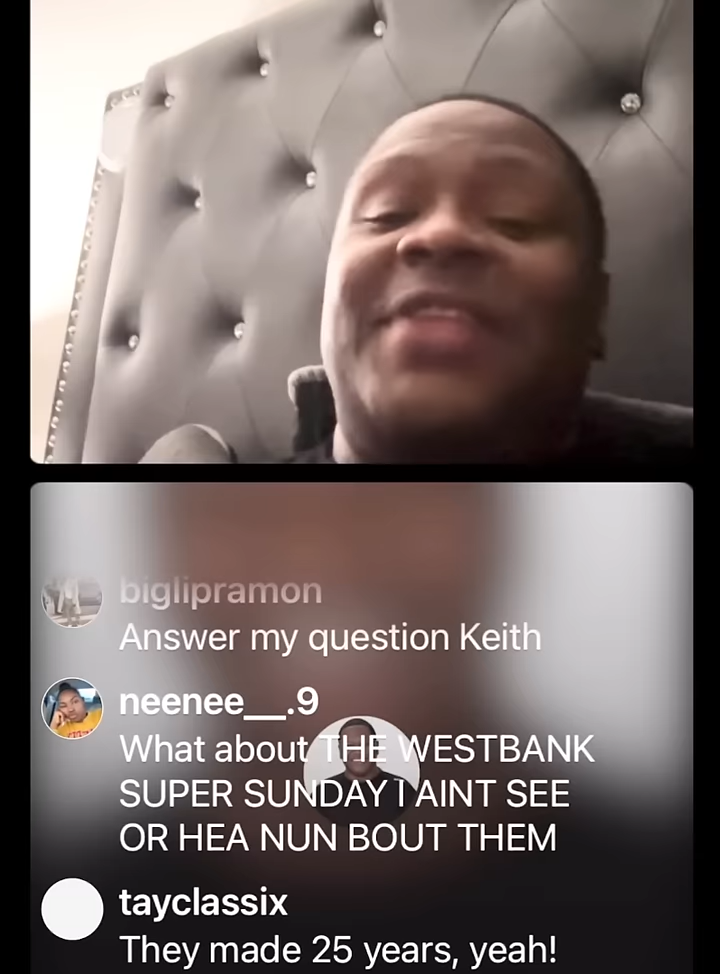 biglipramon
Answer my question Keith
neenee__.9
What about THE WESTBANK
SUPER SUNDAY I AINT SEE
OR HEA NUN BOUT THEM
tayclassix
They made 25 years, yeah!